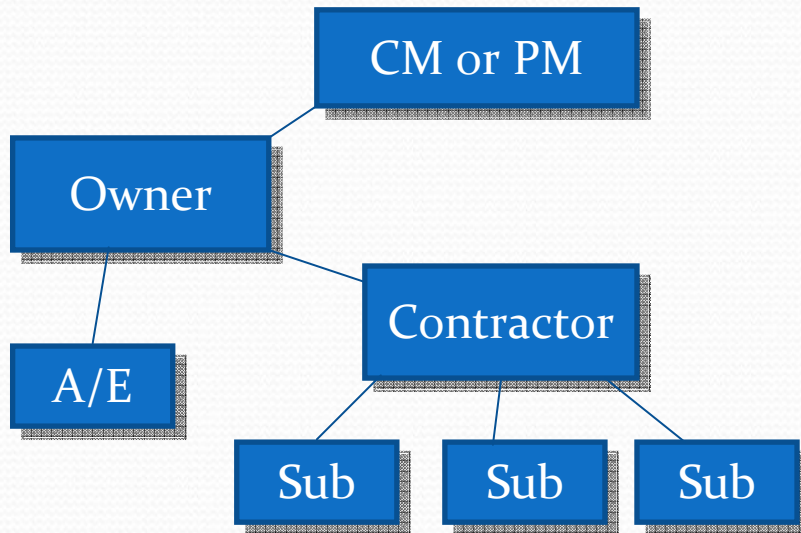 CM or PM
Owner
Contractor
A/E
Sub
Sub
Sub